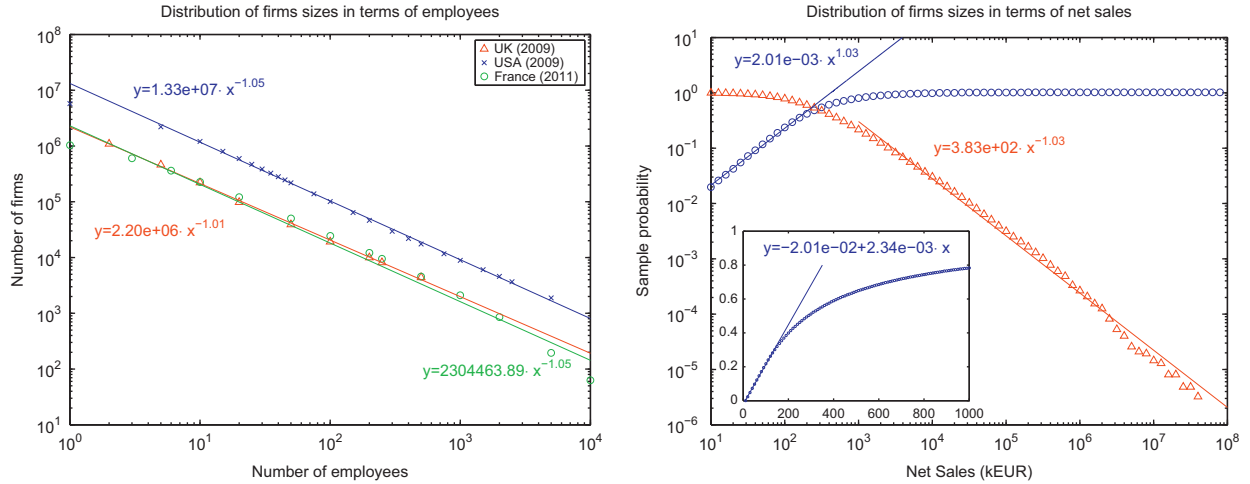 Distribution of firms sizes in terms of employees
10^8
10^7
10^6
10^5
10^4
10^3
10^2
10^1
Number of firms
UK (2009)
USA (2009)
France (2011)
y=1.33e+07· x^−1.05
y=2.20e+06· x^−1.01
y=2304463.89· x^−1.05
10^0 10^1 10^2 10^3 10^4
Number of employees
Distribution of firms sizes in terms of net sales
10^1
10^0
10^−1
10^−2
10^−3
10^−4
10^−5
10^−6
Sample probability
y=2.01e−03· x^1.03
y=3.83e+02· x^−1.03
1
0.8
0.6
0.4
0.2
0
y=−2.01e−02+2.34e−03· x
200 400 600 800 1000
10^1 10^2 10^3 10^4 10^5 10^6 10^7 10^8
Net Sales (kEUR)